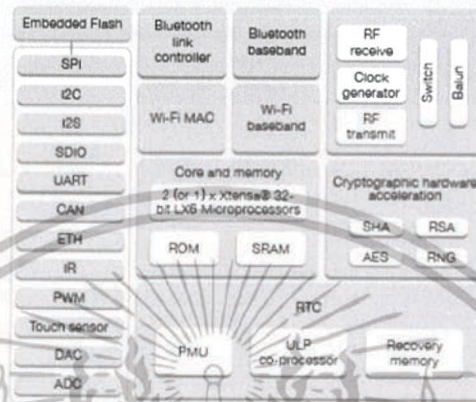 Embedded Flash
SPI
I2C
I2S
SDIO
UART
CAN
ETH
IR
PWM
Touch sensor
DAC
ADC
Bluetooth
link
controller
Bluetooth
baseband
Wi-Fi MAC
Wi-Fi
baseband
RF
receive
Clock
generator
RF
transmit
Switch
Balun
Core and memory
2 (or 1) x Xtensa® 32-
bit LX6 Microprocessors
ROM
SRAM
Cryptographic hardware
acceleration
SHA
RSA
AES
RNG
RTC
PMU
ULP
co-processor
Recovery
memory